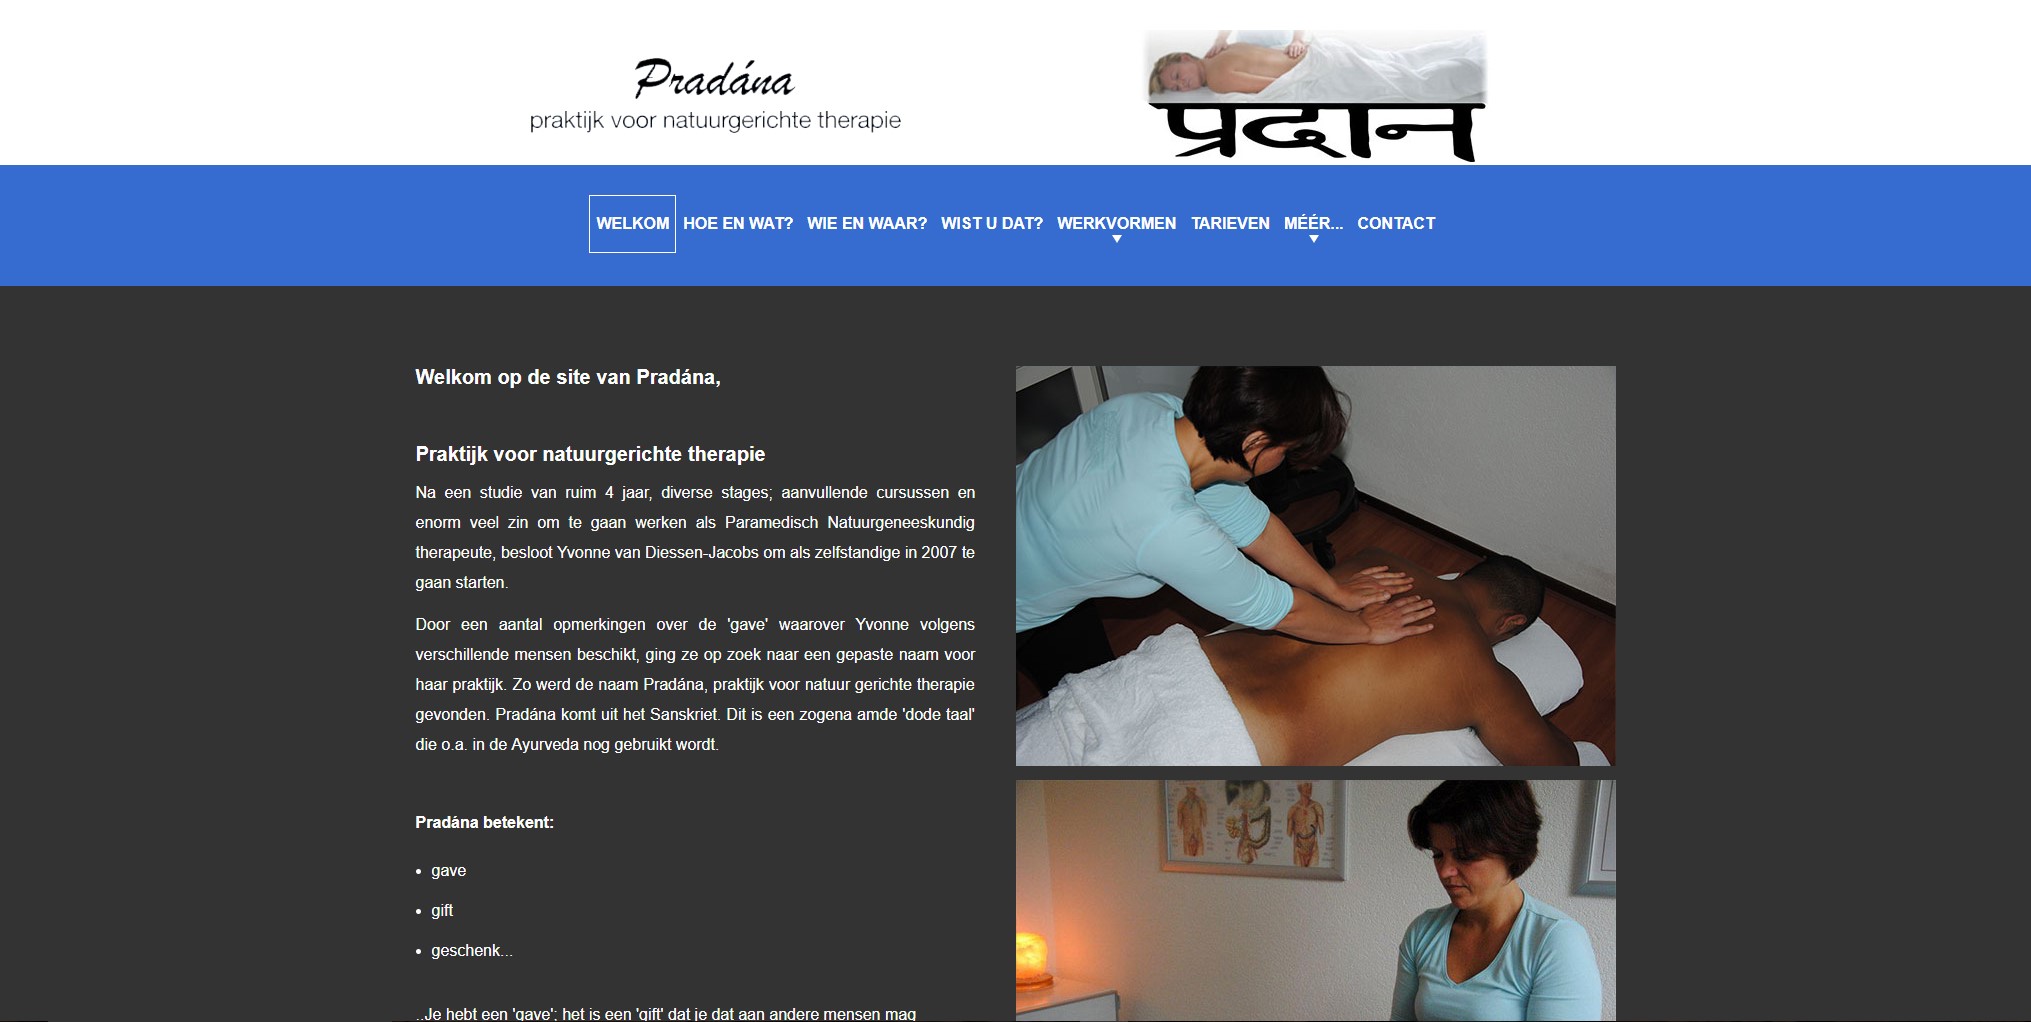 Pradána
praktijk voor natuurgerichte therapie
प्रदान
WELKOM HOE EN WAT? WIE EN WAAR? WIST U DAT? WERKVORMEN TARIEVEN MÉÉR... CONTACT
Welkom op de site van Pradána,
Praktijk voor natuurgerichte therapie
Na een studie van ruim 4 jaar, diverse stages; aanvullende cursussen en
enorm veel zin om te gaan werken als Paramedisch Natuurgeneeskundig
therapeute, besloot Yvonne van Diessen-Jacobs om als zelfstandige in 2007 te
gaan starten.
Door een aantal opmerkingen over de 'gave' waarover Yvonne volgens
verschillende mensen beschikt, ging ze op zoek naar een gepaste naam voor
haar praktijk. Zo werd de naam Pradána, praktijk voor natuur gerichte therapie
gevonden. Pradána komt uit het Sanskriet. Dit is een zogena amde 'dode taal'
die o.a. in de Ayurveda nog gebruikt wordt.
Pradána betekent:
• gave
• gift
• geschenk...
..Je hebt een 'gave'; het is een 'gift' dat je dat aan andere mensen mag